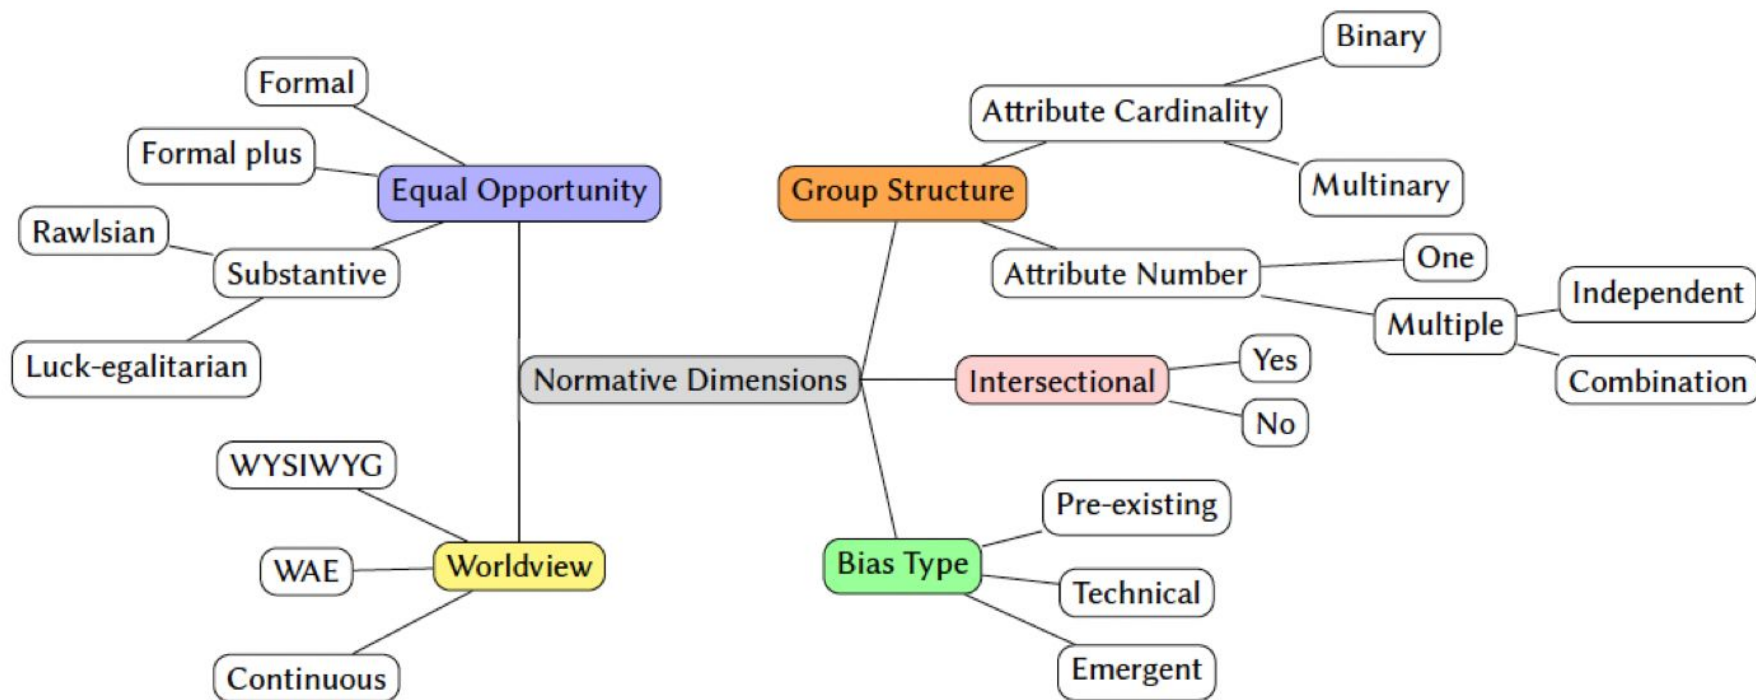 Binary
Formal
Attribute Cardinality
Formal plus
Equal Opportunity
Group Structure
Multinary
Rawlsian
Substantive
Attribute Number
One
Independent
Multiple
Luck-egalitarian
Normative Dimensions
Intersectional
Yes
Combination
No
WYSIWYG
Pre-existing
WAE
Worldview
Bias Type
Technical
Continuous
Emergent